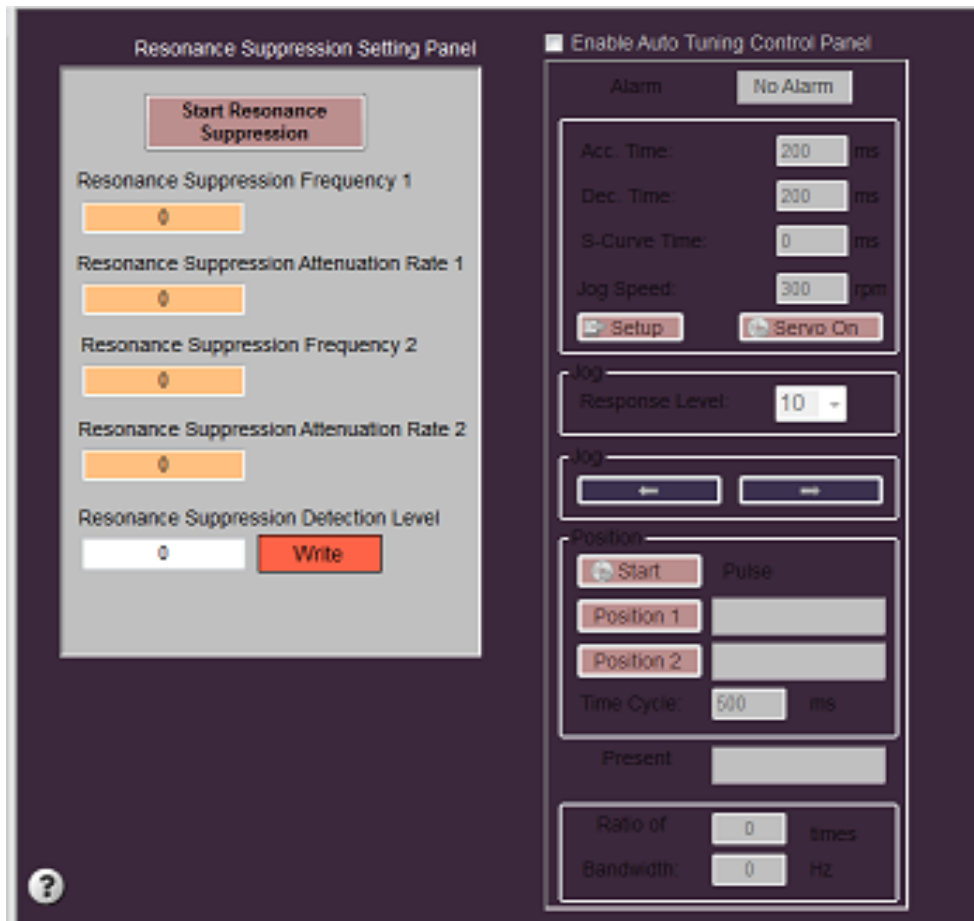 Resonance Suppression Setting Panel
Start Resonance
Suppression
Resonance Suppression Frequency 1
0
Resonance Suppression Attenuation Rate 1
0
Resonance Suppression Frequency 2
0
Resonance Suppression Attenuation Rate 2
0
Resonance Suppression Detection Level
0 Write
?
Enable Auto Tuning Control Panel
Alarm No Alarm
Acc. Time: 200 ms
Dec. Time: 200 ms
S-Curve Time: 0 ms
Jog Speed: 300 rpm
Setup Servo On
Jog
Response Level: 10
Jog
Position
Start Pulse
Position 1
Position 2
Time Cycle: 500 ms
Present
Ratio of 0 times
Bandwidth: 0 Hz